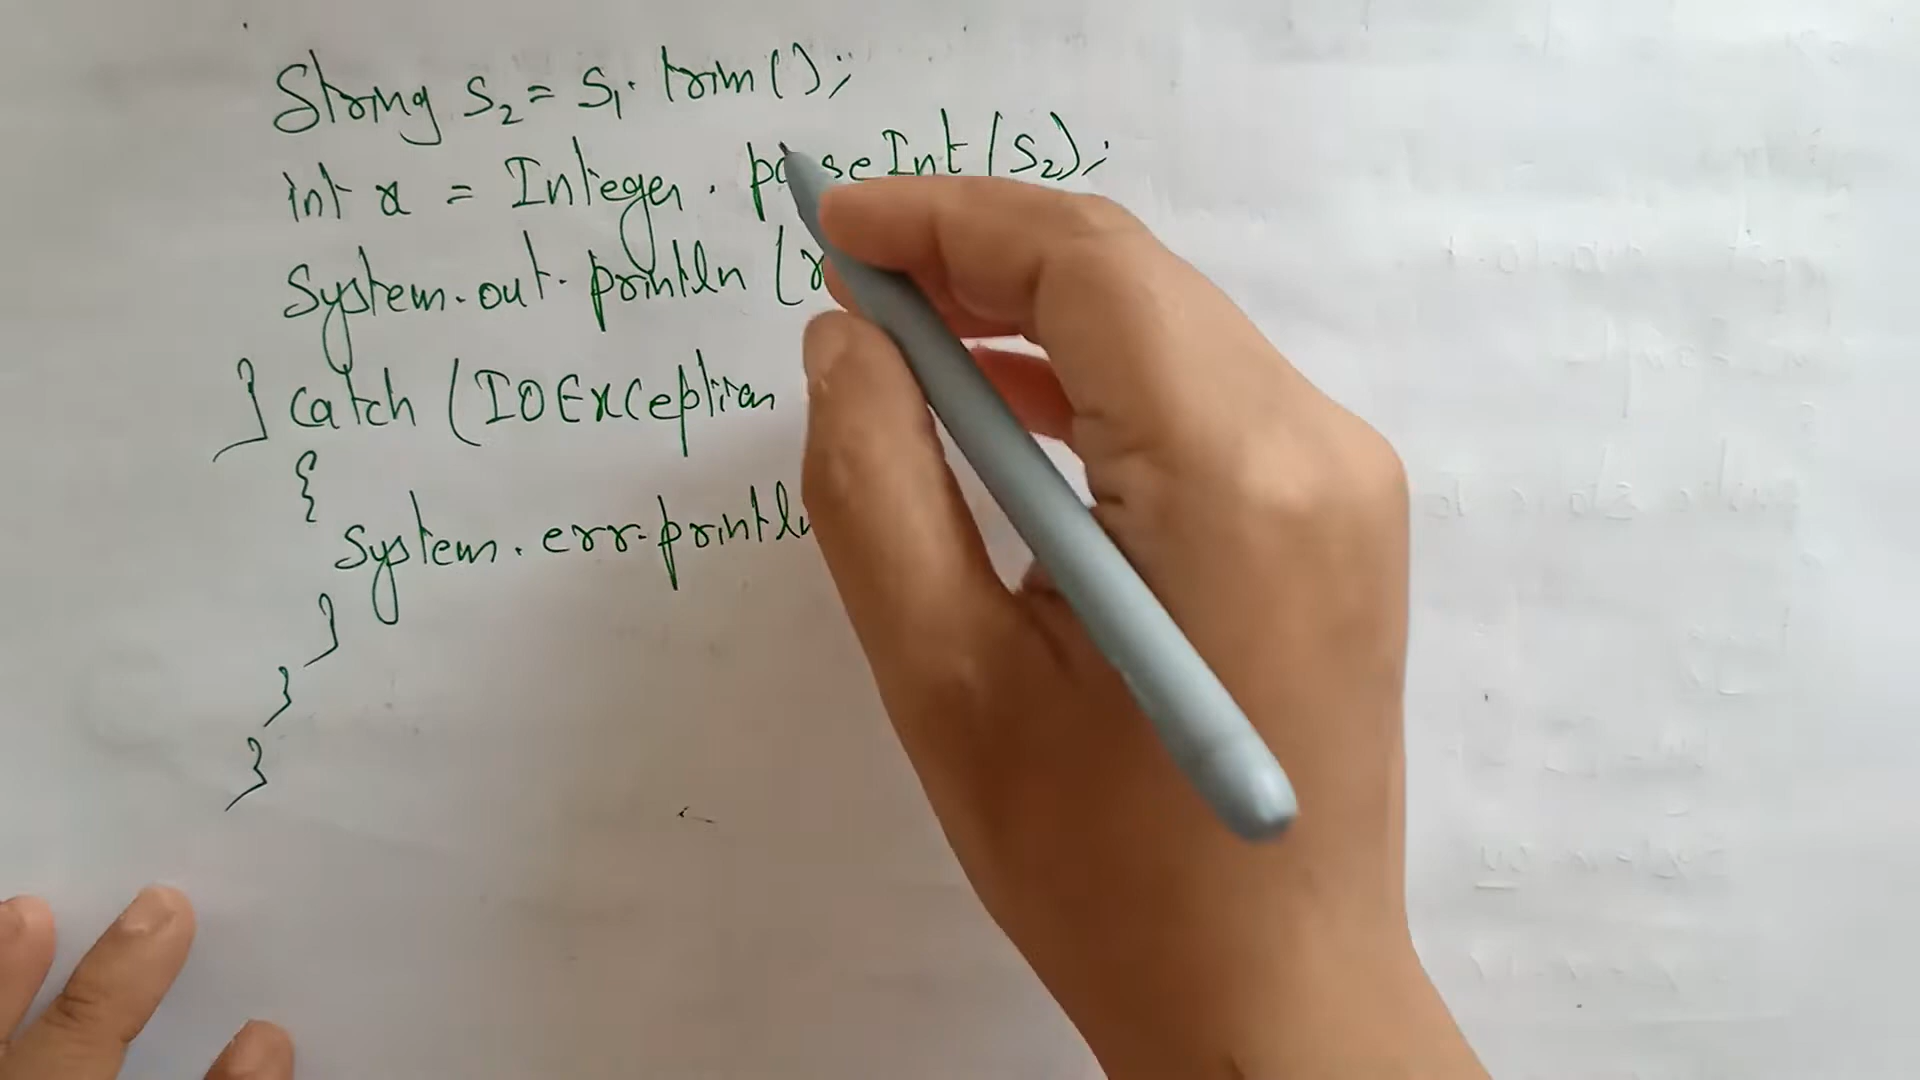 String S2 = S1. trim();
int x = Integer. parseInt (S2);
System.out. println (x
} catch (IOException
{
System. err.println
}
}
}